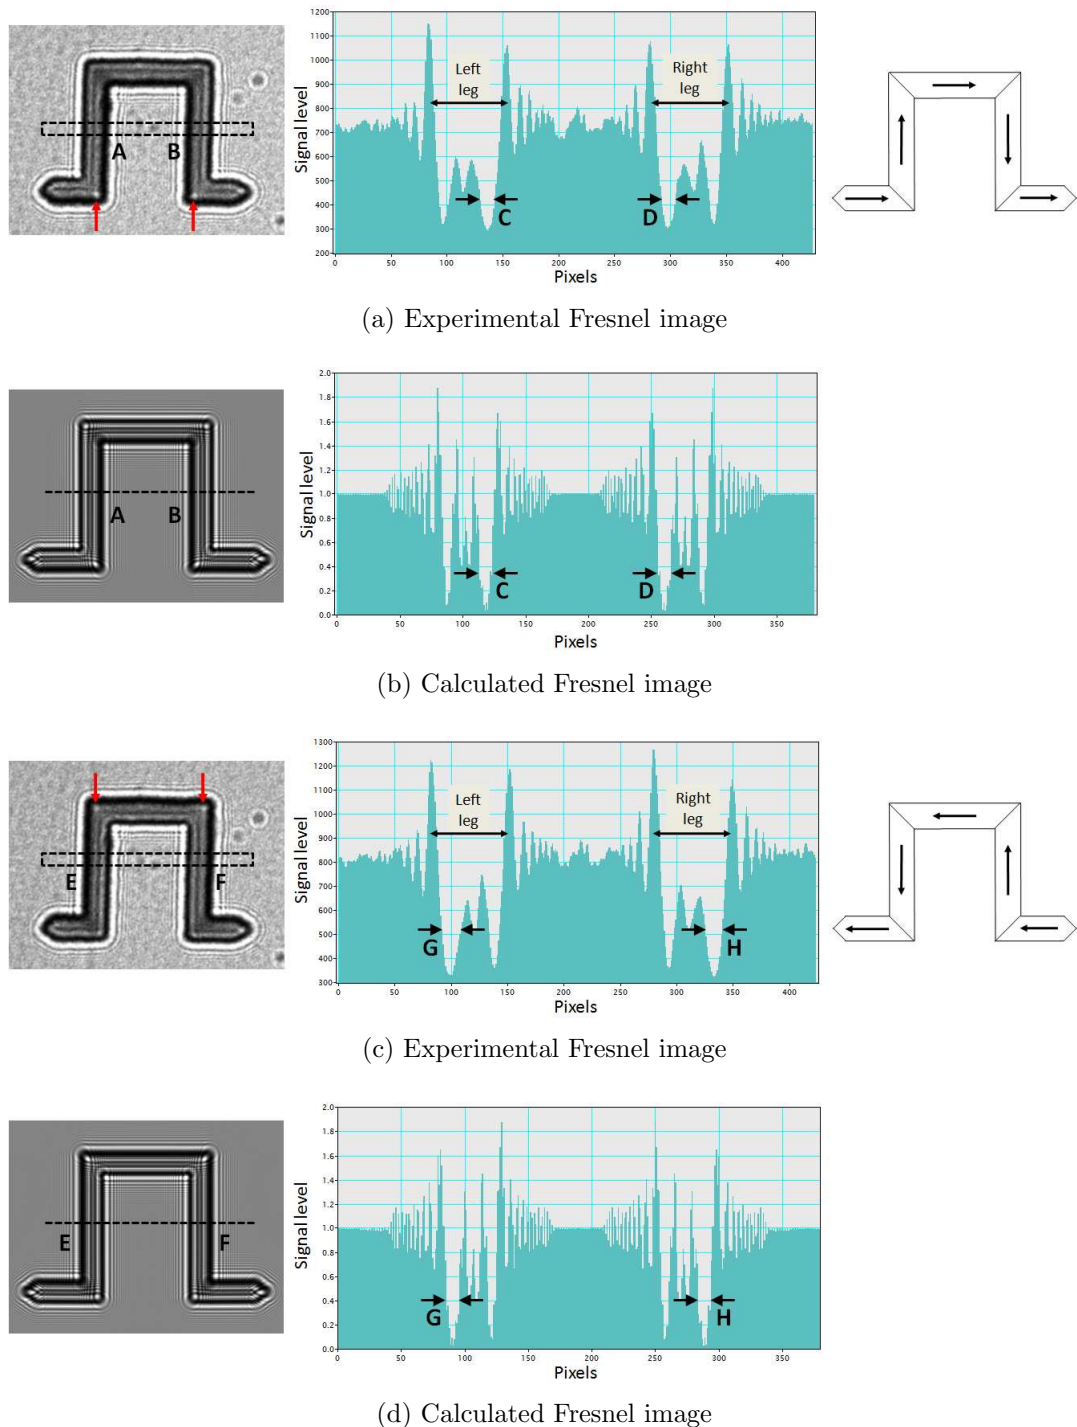 A B
Signal level
1200
1100
1000
900
800
700
600
500
400
300
200
Left
leg
Right
leg
C D
0 50 100 150 200 250 300 350 400
Pixels
(a) Experimental Fresnel image
A B
Signal level
2.0
1.8
1.6
1.4
1.2
1.0
0.8
0.6
0.4
0.2
0.0
C D
0 50 100 150 200 250 300 350
Pixels
(b) Calculated Fresnel image
E F
Signal level
1300
1200
1100
1000
900
800
700
600
500
400
300
Left
leg
Right
leg
G H
0 50 100 150 200 250 300 350 400
Pixels
(c) Experimental Fresnel image
E F
Signal level
2.0
1.8
1.6
1.4
1.2
1.0
0.8
0.6
0.4
0.2
0.0
G H
0 50 100 150 200 250 300 350
Pixels
(d) Calculated Fresnel image